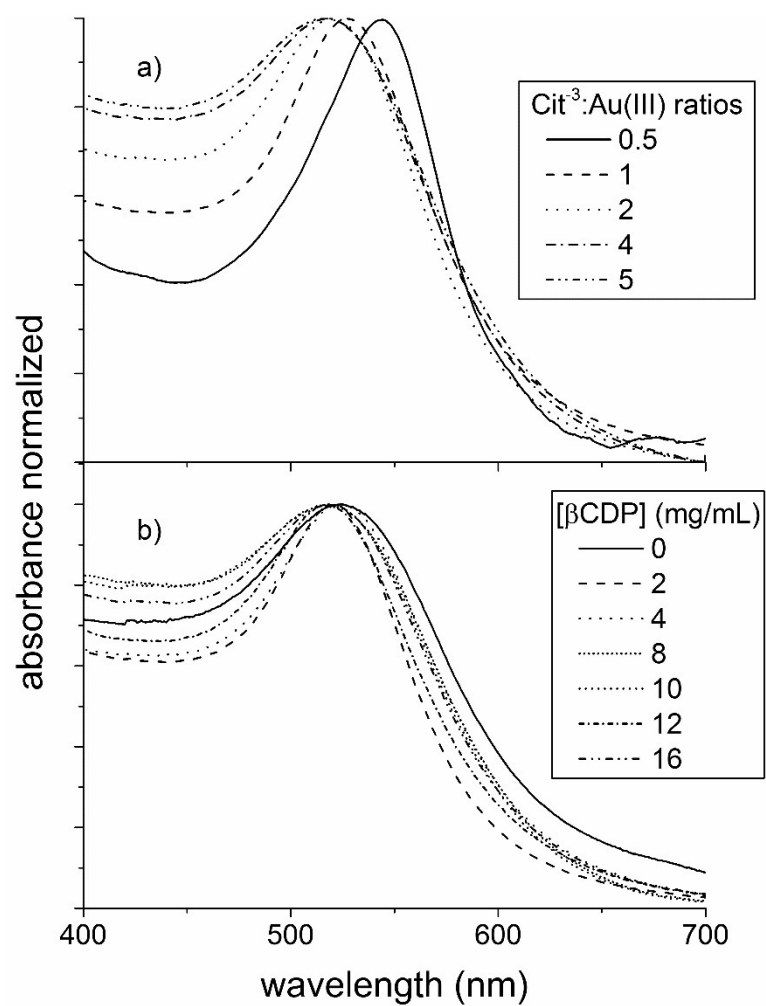 a)
Cit⁻³:Au(III) ratios
0.5
1
2
4
5
absorbance normalized
b)
[βCDP] (mg/mL)
0
2
4
8
10
12
16
400
500
600
700
wavelength (nm)